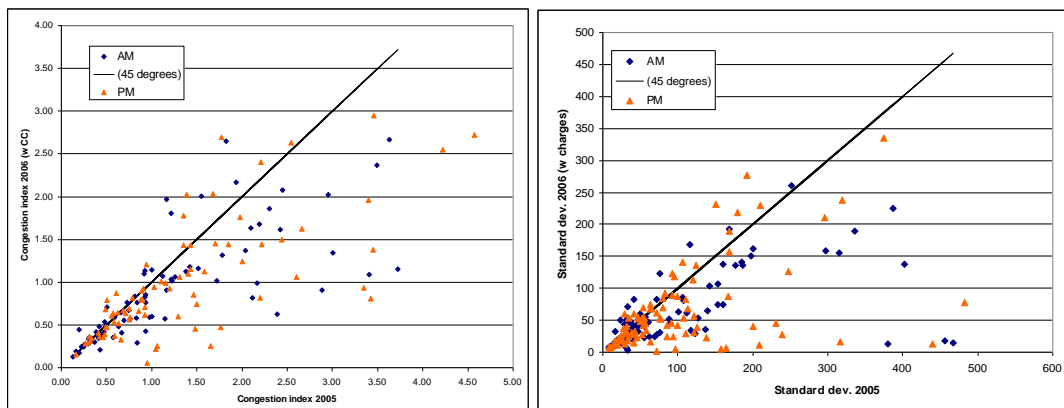 4.00
3.50
3.00
2.50
2.00
1.50
1.00
0.50
0.00
Congestion index 2006 (w CC)
AM
(45 degrees)
PM
0.00 0.50 1.00 1.50 2.00 2.50 3.00 3.50 4.00 4.50 5.00
Congestion index 2005
500
450
400
350
300
250
200
150
100
50
0
Standard dev. 2006 (w charges)
AM
(45 degrees)
PM
0 100 200 300 400 500 600
Standard dev. 2005